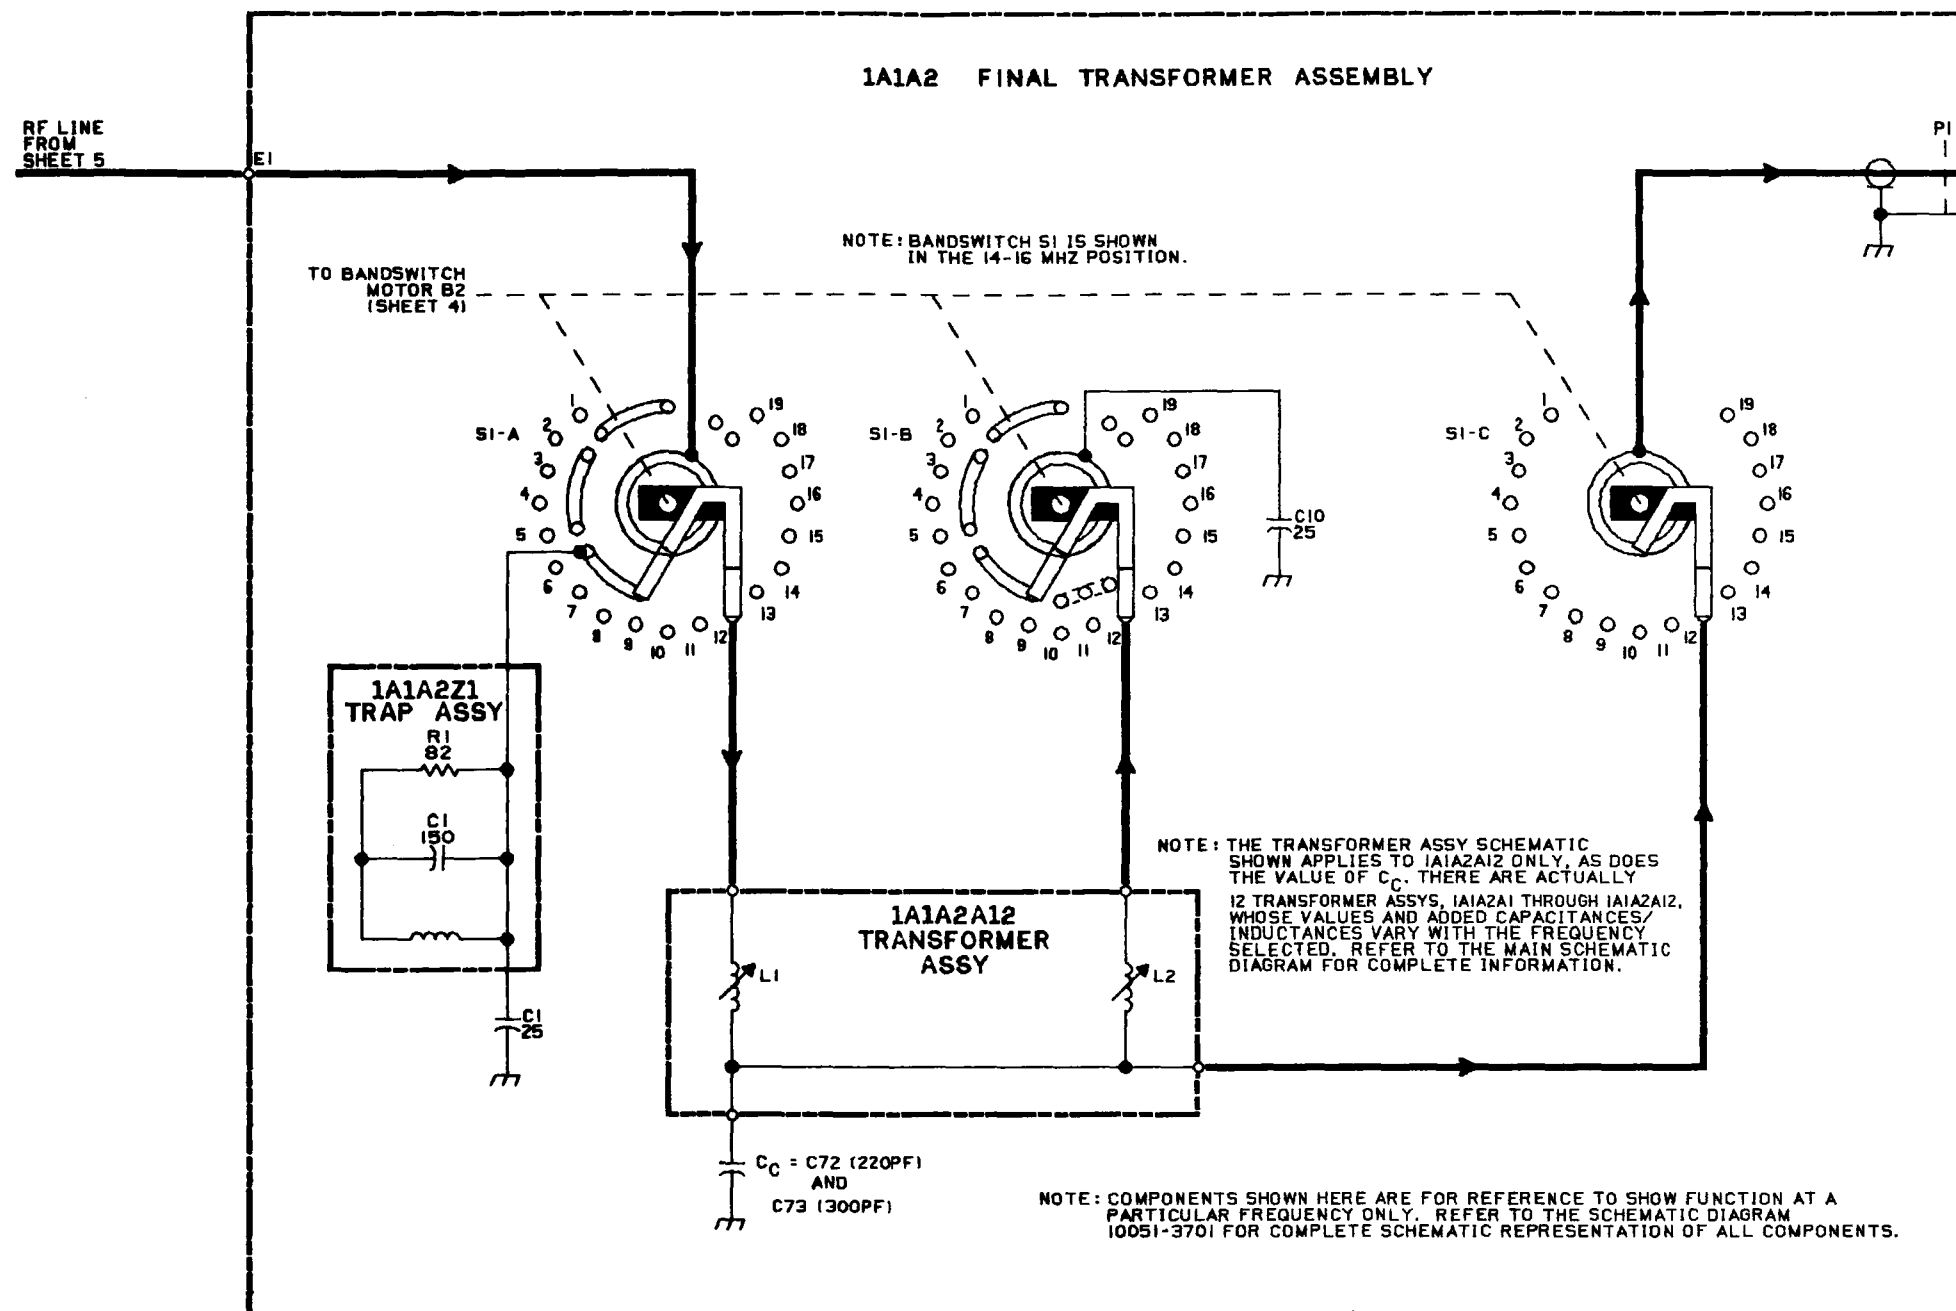 1A1A2 FINAL TRANSFORMER ASSEMBLY
RF LINE
FROM
SHEET 5
E1
P1
NOTE: BANDSWITCH S1 IS SHOWN
IN THE 14-16 MHZ POSITION.
TO BANDSWITCH
MOTOR B2
(SHEET 4)
S1-A
1
2
3
4
5
6
7
8
9
10
11
12
13
14
15
16
17
18
19
S1-B
1
2
3
4
5
6
7
8
9
10
11
12
13
14
15
16
17
18
19
C10
25
S1-C
1
2
3
4
5
6
7
8
9
10
11
12
13
14
15
16
17
18
19
1A1A2Z1
TRAP ASSY
R1
82
C1
150
C1
25
1A1A2A12
TRANSFORMER
ASSY
L1
L2
NOTE: THE TRANSFORMER ASSY SCHEMATIC
SHOWN APPLIES TO 1A1A2A12 ONLY, AS DOES
THE VALUE OF CC. THERE ARE ACTUALLY
12 TRANSFORMER ASSYS, 1A1A2A1 THROUGH 1A1A2A12,
WHOSE VALUES AND ADDED CAPACITANCES/
INDUCTANCES VARY WITH THE FREQUENCY
SELECTED. REFER TO THE MAIN SCHEMATIC
DIAGRAM FOR COMPLETE INFORMATION.
CC = C72 (220PF)
AND
C73 (300PF)
NOTE: COMPONENTS SHOWN HERE ARE FOR REFERENCE TO SHOW FUNCTION AT A
PARTICULAR FREQUENCY ONLY. REFER TO THE SCHEMATIC DIAGRAM
10051-3701 FOR COMPLETE SCHEMATIC REPRESENTATION OF ALL COMPONENTS.